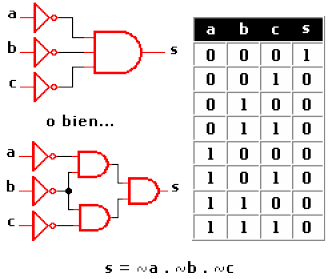 a
b
c
s
o bien...
a
b
c
s
a b c s
0 0 0 1
0 0 1 0
0 1 0 0
0 1 1 0
1 0 0 0
1 0 1 0
1 1 0 0
1 1 1 0
s = ~a . ~b . ~c